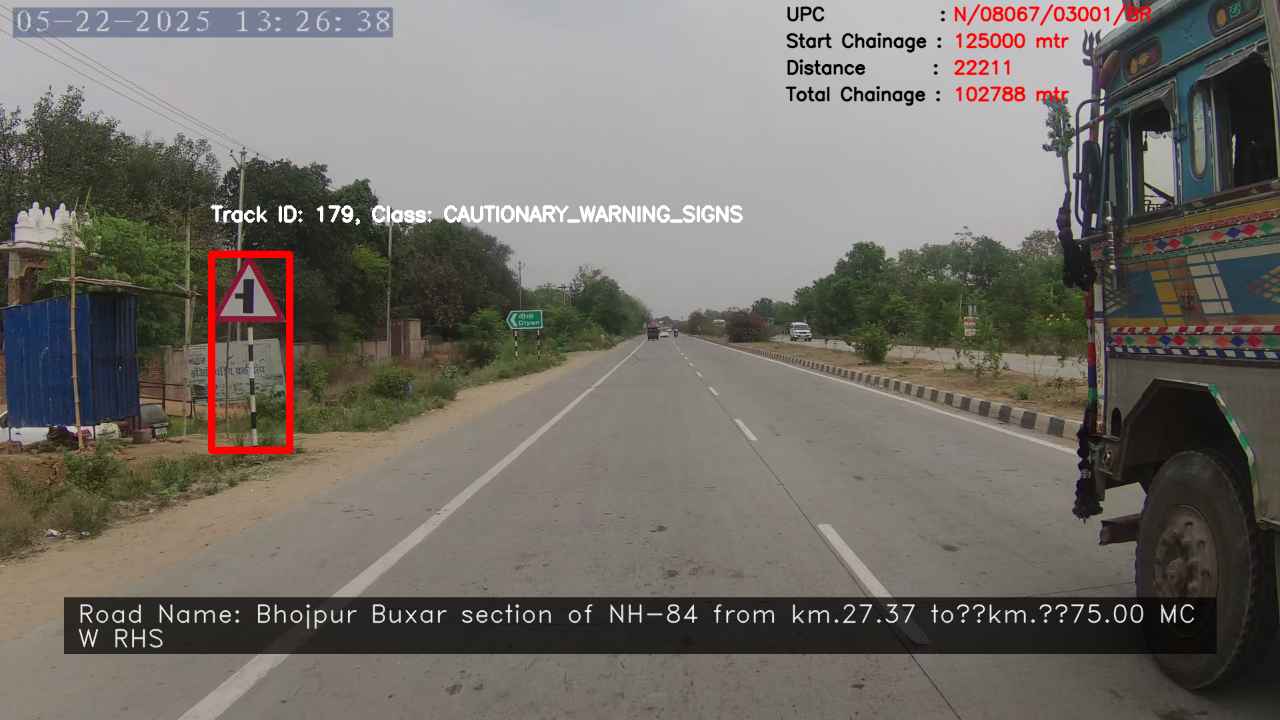 05-22-2025 13:26:38
UPC : N/08067/03001/BR
Start Chainage : 125000 mtr
Distance : 22211
Total Chainage : 102788 mtr
Track ID: 179, Class: CAUTIONARY_WARNING_SIGNS
Road Name: Bhojpur Buxar section of NH-84 from km.27.37 to??km.??75.00 MC
W RHS